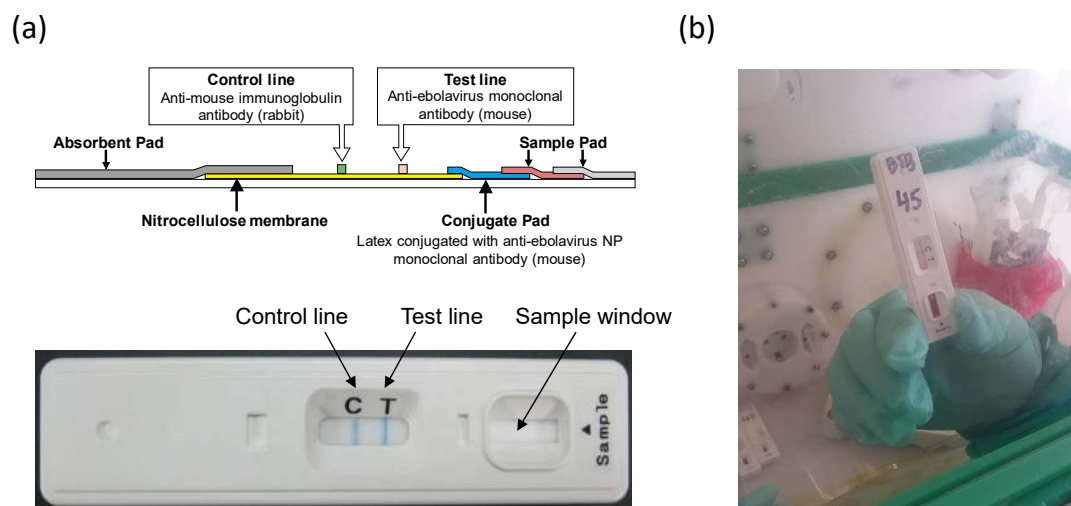 (a)
(b)
Control line
Anti-mouse immunoglobulin
antibody (rabbit)
Test line
Anti-ebolavirus monoclonal
antibody (mouse)
Absorbent Pad
Sample Pad
Nitrocellulose membrane
Conjugate Pad
Latex conjugated with anti-ebolavirus NP
monoclonal antibody (mouse)
Control line
Test line
Sample window
C T
Sample
45
C T